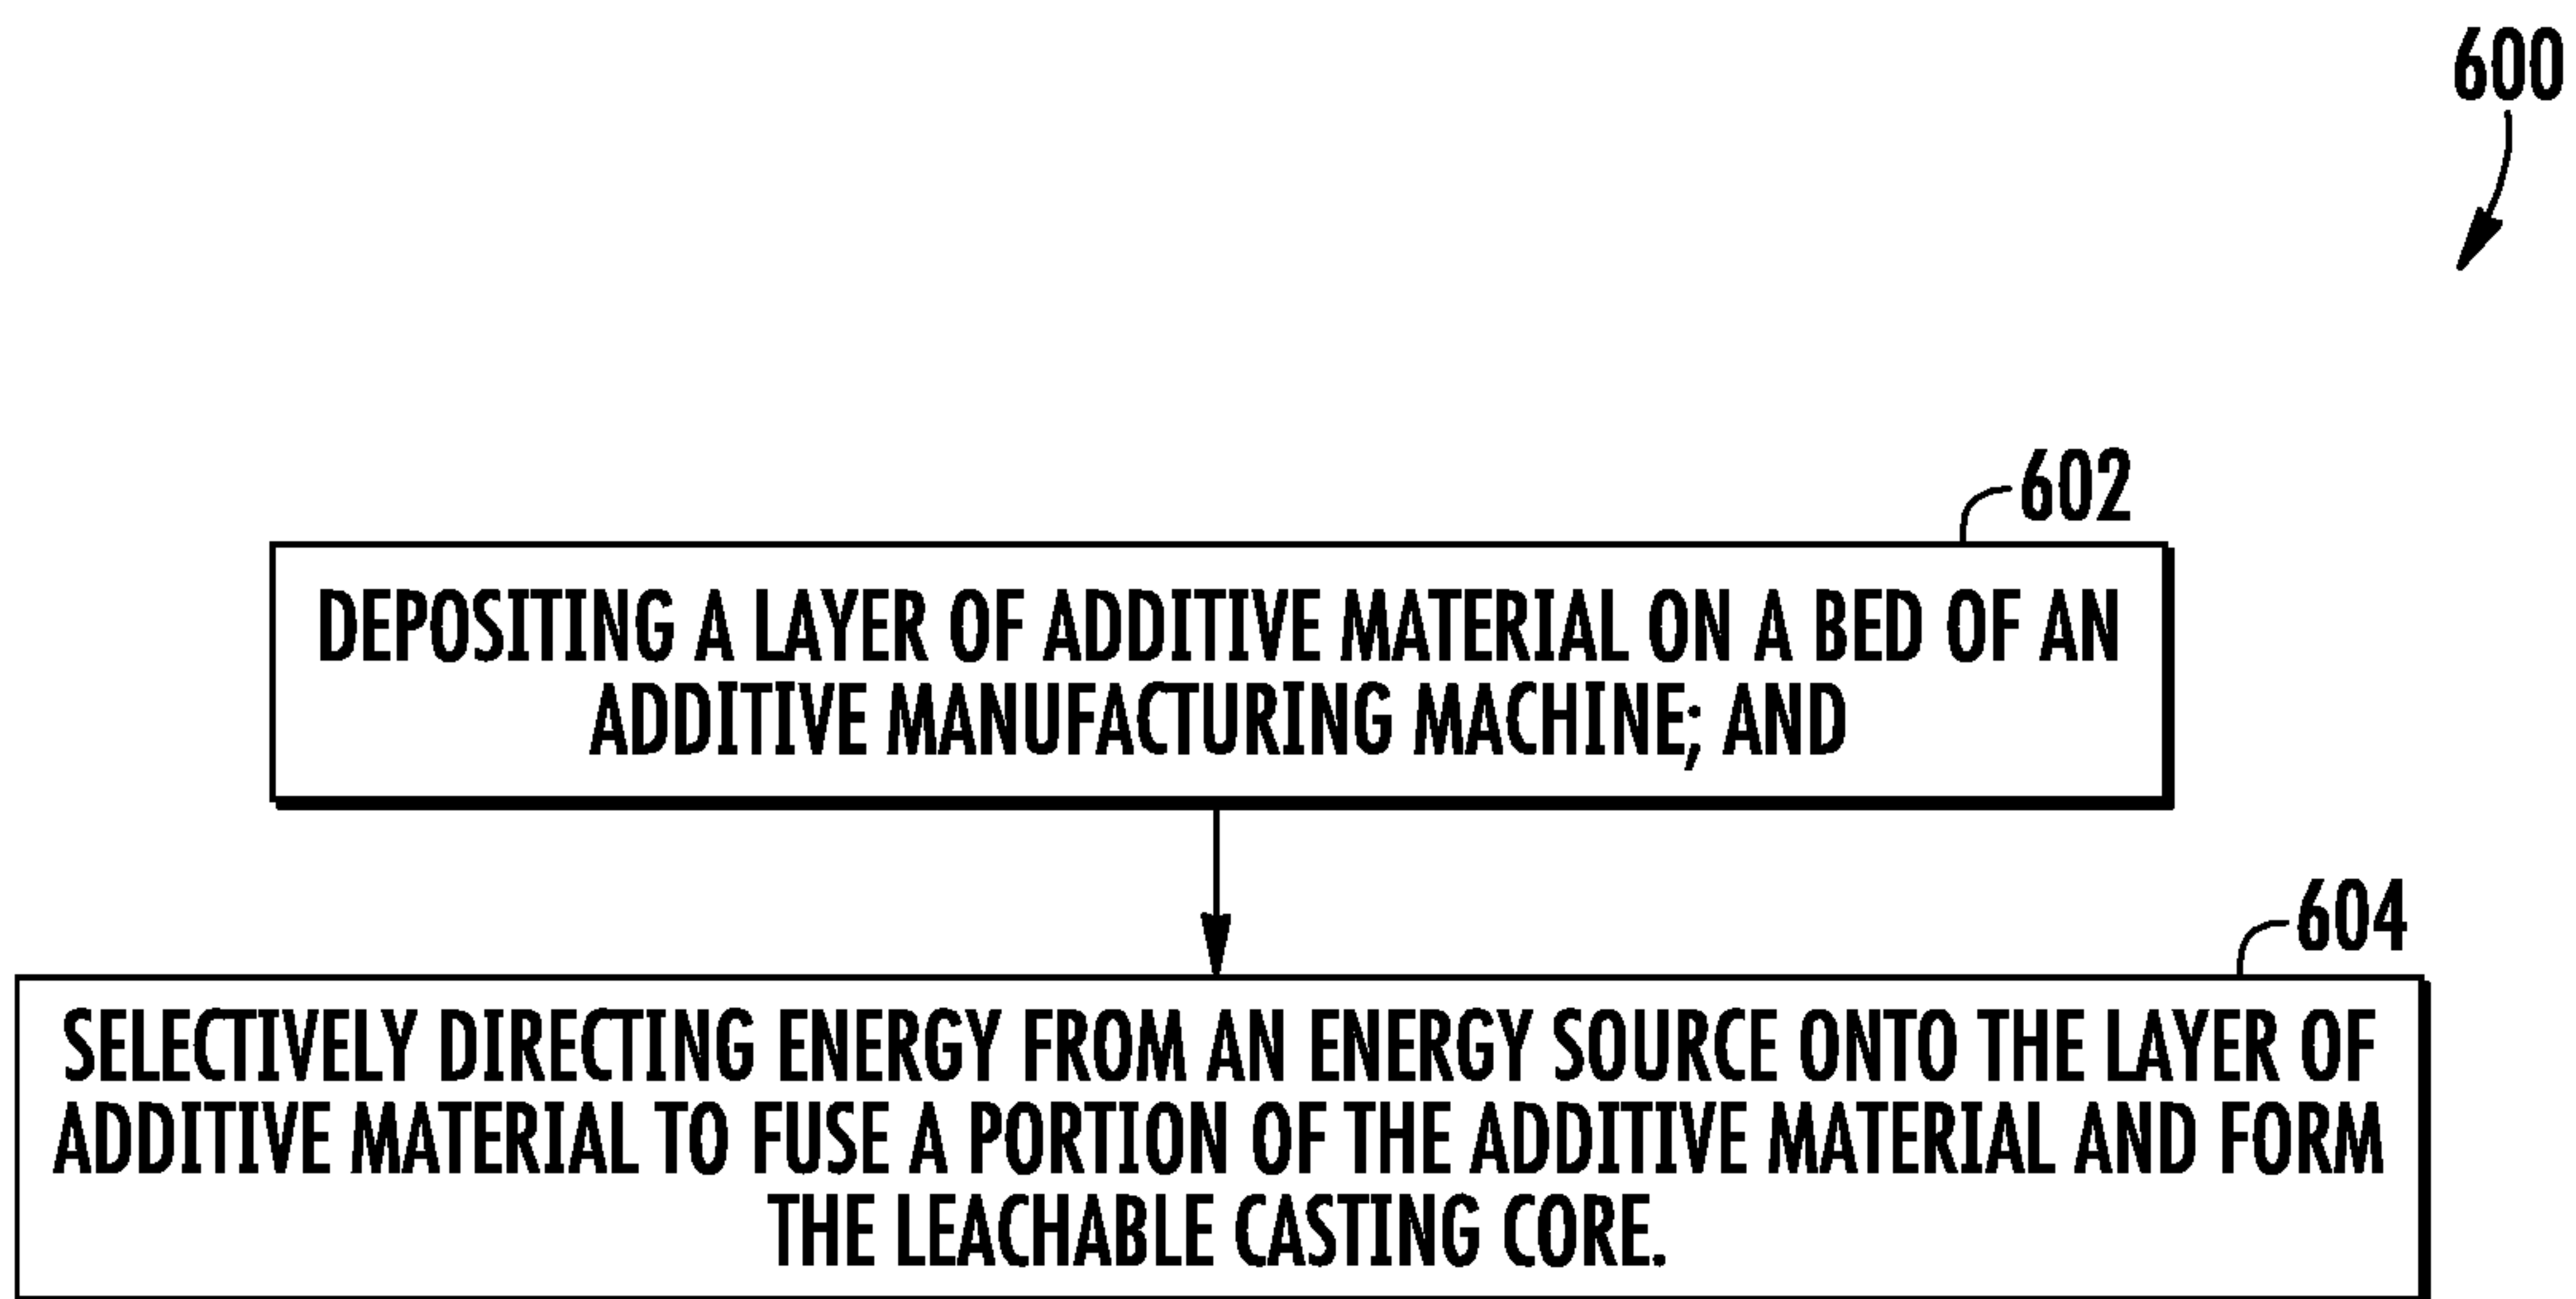 600
602
DEPOSITING A LAYER OF ADDITIVE MATERIAL ON A BED OF AN
ADDITIVE MANUFACTURING MACHINE; AND
604
SELECTIVELY DIRECTING ENERGY FROM AN ENERGY SOURCE ONTO THE LAYER OF
ADDITIVE MATERIAL TO FUSE A PORTION OF THE ADDITIVE MATERIAL AND FORM
THE LEACHABLE CASTING CORE.